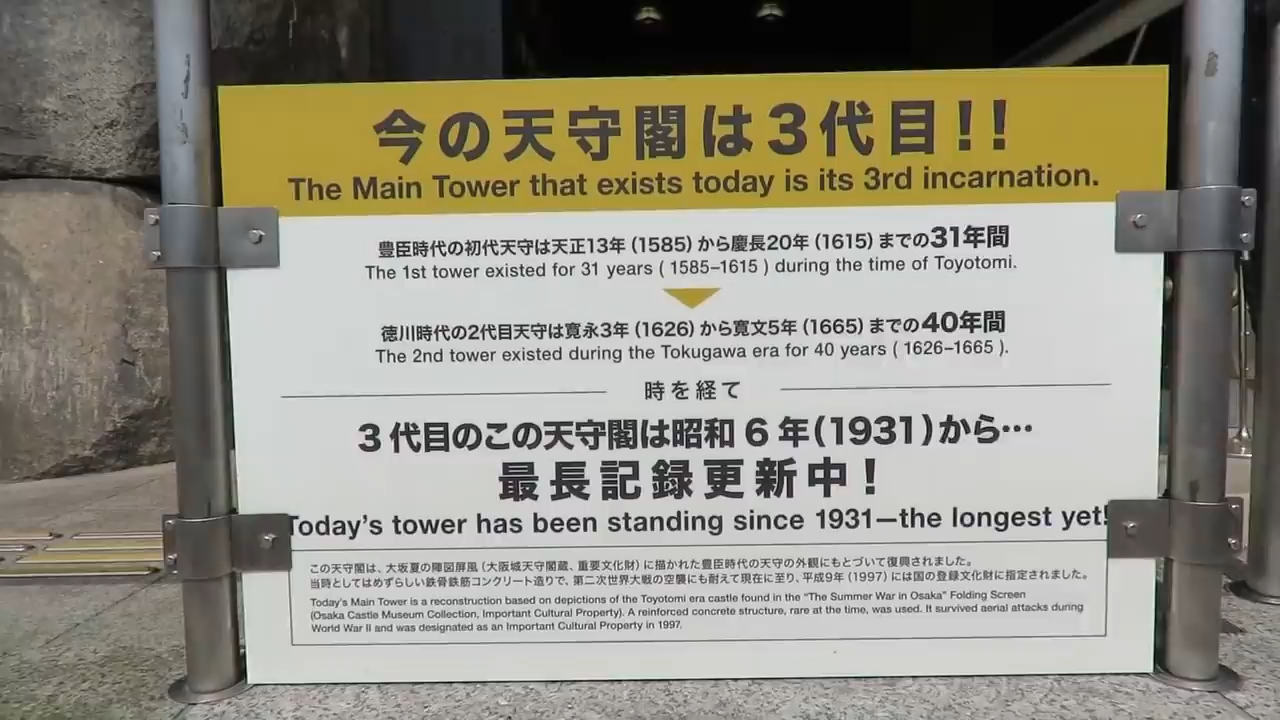 今の天守閣は3代目!!
The Main Tower that exists today is its 3rd incarnation.
豊臣時代の初代天守は天正13年(1585)から慶長20年(1615)までの31年間
The 1st tower existed for 31 years ( 1585–1615 ) during the time of Toyotomi.
徳川時代の2代目天守は寛永3年(1626)から寛文5年(1665)までの40年間
The 2nd tower existed during the Tokugawa era for 40 years ( 1626–1665 ).
時を経て
3代目のこの天守閣は昭和6年(1931)から…
最長記録更新中!
Today's tower has been standing since 1931—the longest yet!
この天守閣は、大坂夏の陣図屏風(大阪城天守閣蔵、重要文化財)に描かれた豊臣時代の天守の外観にもとづいて復興されました。
当時としてはめずらしい鉄骨鉄筋コンクリート造りで、第二次世界大戦の空襲にも耐えて現在に至り、平成9年(1997)には国の登録文化財に指定されました。
Today's Main Tower is a reconstruction based on depictions of the Toyotomi era castle found in the "The Summer War in Osaka" Folding Screen
(Osaka Castle Museum Collection, Important Cultural Property). A reinforced concrete structure, rare at the time, was used. It survived aerial attacks during
World War II and was designated as an Important Cultural Property in 1997.